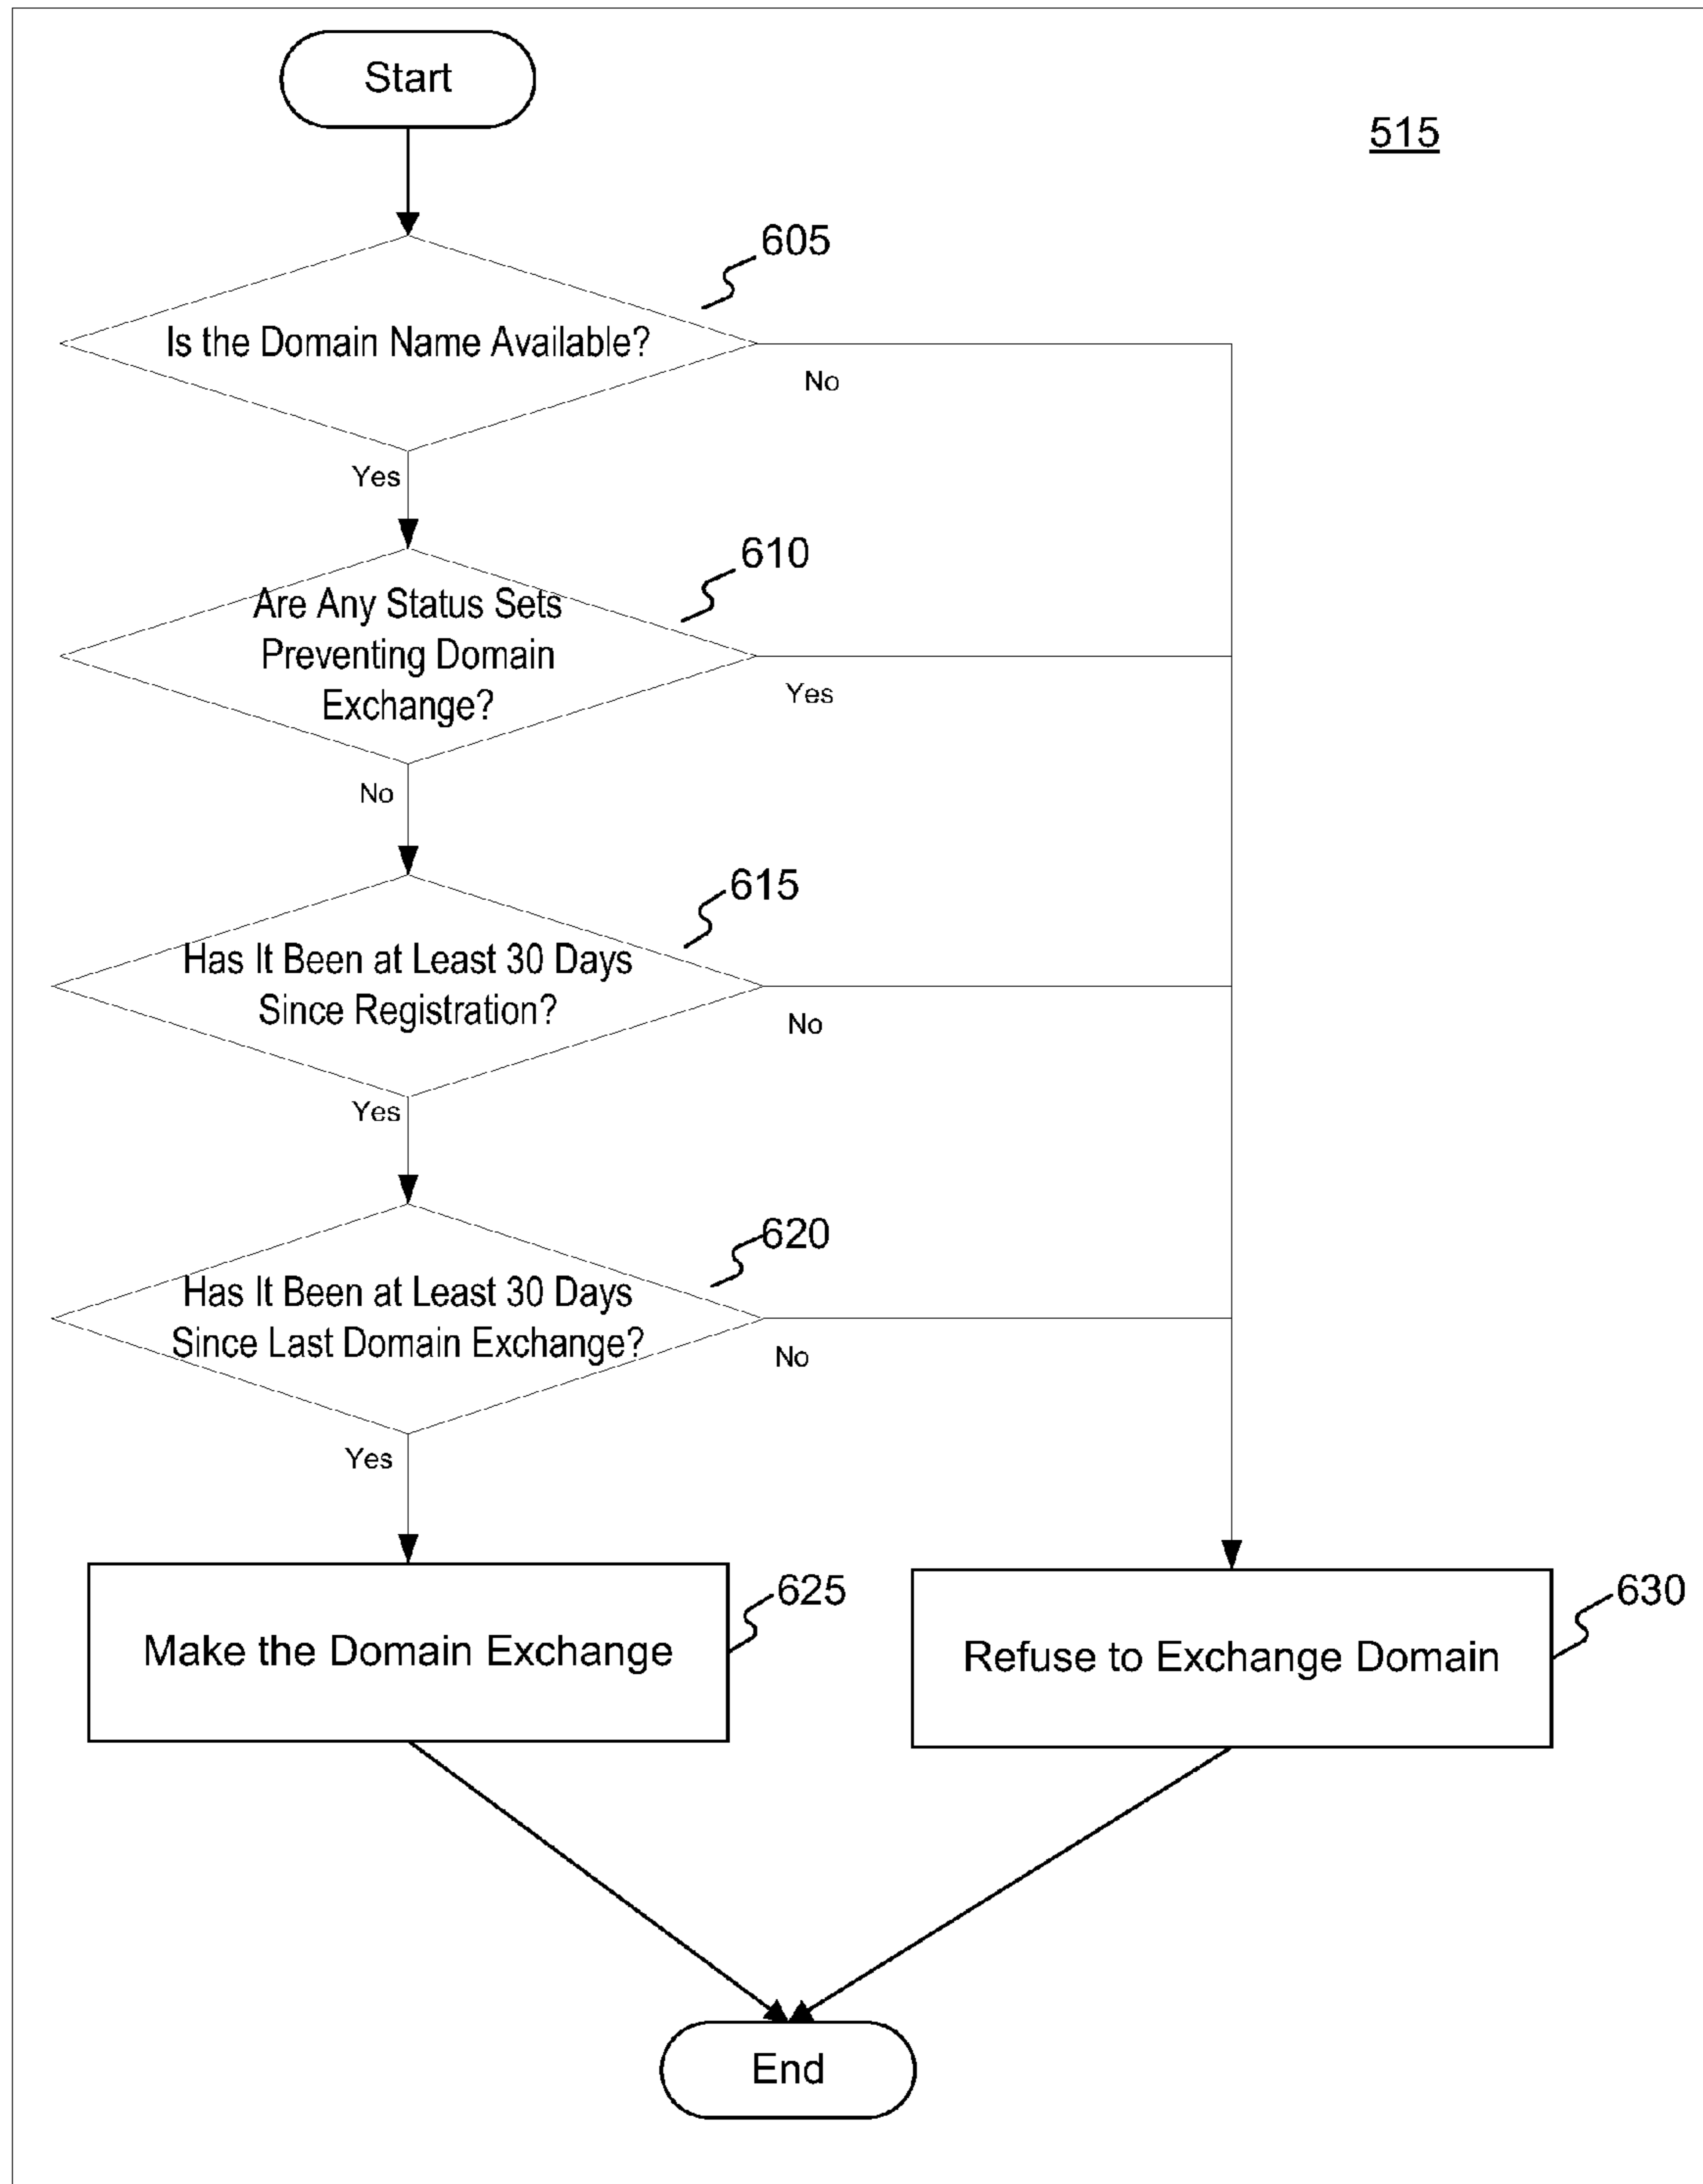 Start
515
605
Is the Domain Name Available?
No
Yes
610
Are Any Status Sets
Preventing Domain
Exchange?
Yes
No
615
Has It Been at Least 30 Days
Since Registration?
No
Yes
620
Has It Been at Least 30 Days
Since Last Domain Exchange?
No
Yes
625
Make the Domain Exchange
630
Refuse to Exchange Domain
End